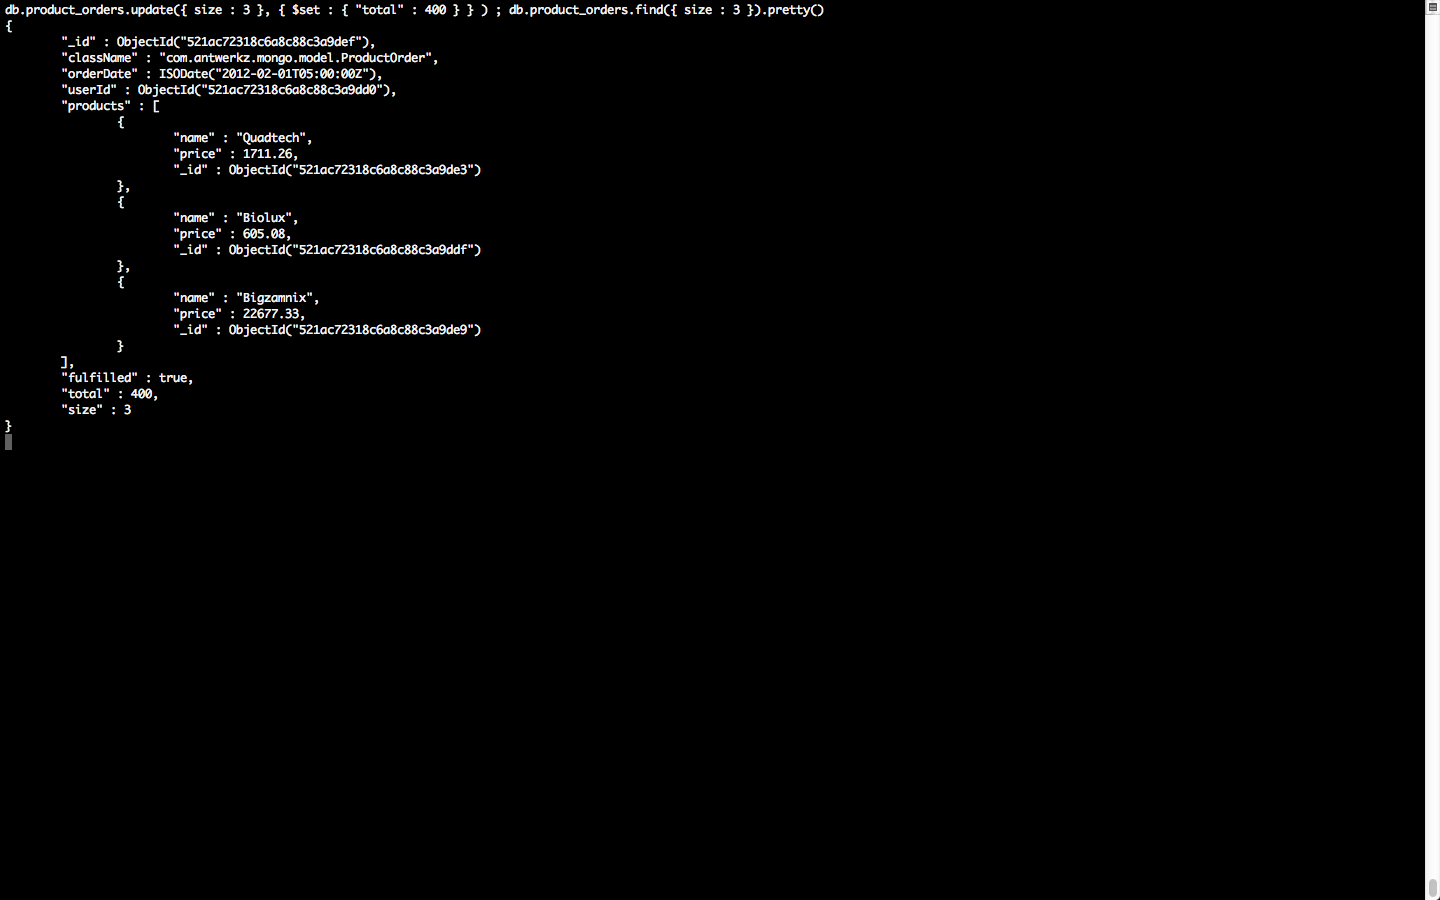 db.product_orders.update({ size : 3 }, { $set : { "total" : 400 } } ) ; db.product_orders.find({ size : 3 }).pretty()
{
"_id" : ObjectId("521ac72318c6a8c88c3a9def"),
"className" : "com.antwerkz.mongo.model.ProductOrder",
"orderDate" : ISODate("2012-02-01T05:00:00Z"),
"userId" : ObjectId("521ac72318c6a8c88c3a9dd0"),
"products" : [
{
"name" : "Quadtech",
"price" : 1711.26,
"_id" : ObjectId("521ac72318c6a8c88c3a9de3")
},
{
"name" : "Biolux",
"price" : 605.08,
"_id" : ObjectId("521ac72318c6a8c88c3a9ddf")
},
{
"name" : "Bigzamnix",
"price" : 22677.33,
"_id" : ObjectId("521ac72318c6a8c88c3a9de9")
}
],
"fulfilled" : true,
"total" : 400,
"size" : 3
}